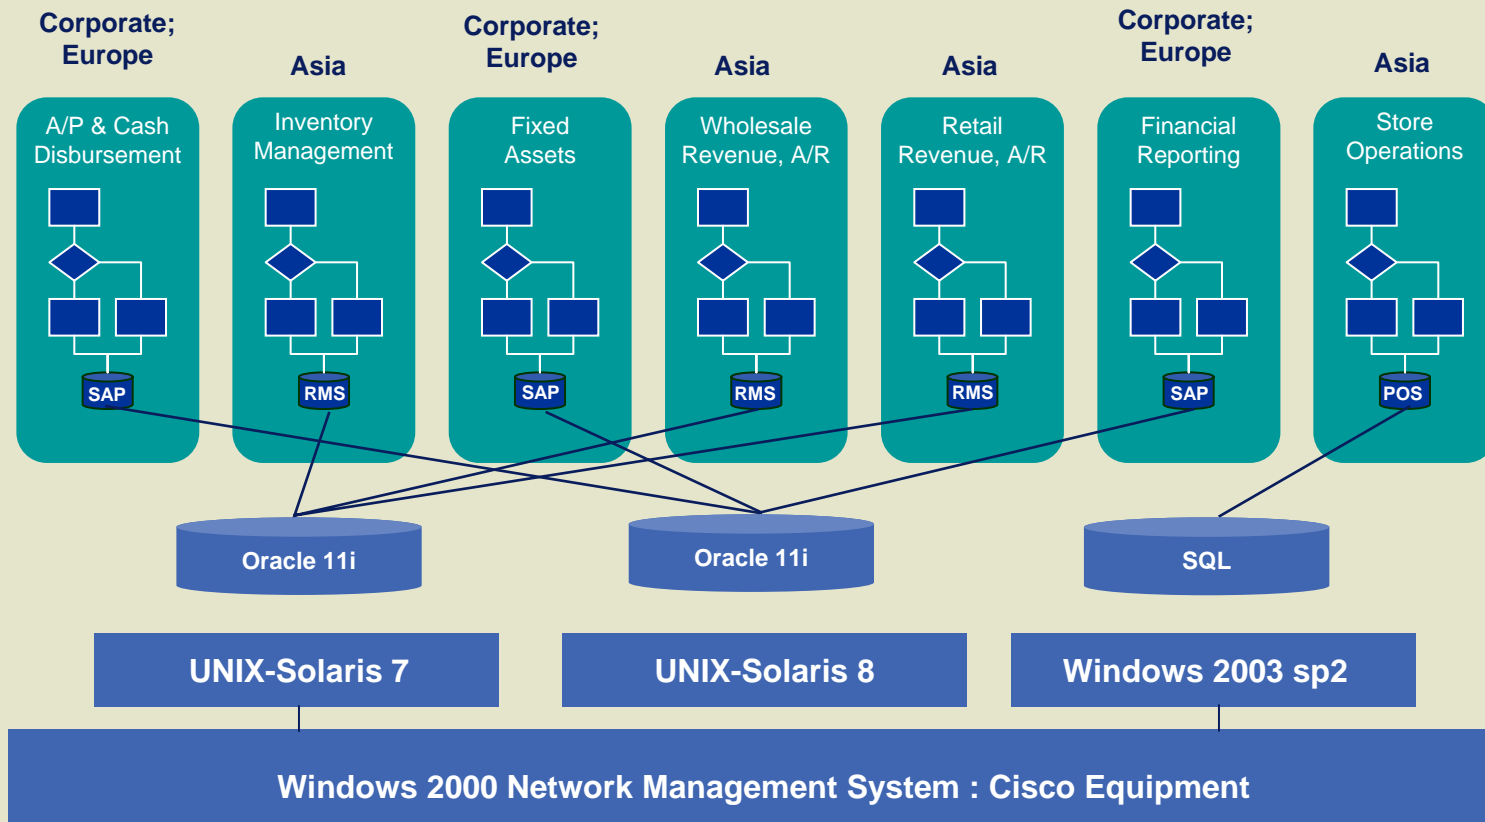 Corporate;
Europe
Asia
Corporate;
Europe
Asia
Asia
Corporate;
Europe
Asia
A/P & Cash
Disbursement
Inventory
Management
Fixed
Assets
Wholesale
Revenue, A/R
Retail
Revenue, A/R
Financial
Reporting
Store
Operations
SAP
RMS
SAP
RMS
RMS
SAP
POS
Oracle 11i
Oracle 11i
SQL
UNIX-Solaris 7
UNIX-Solaris 8
Windows 2003 sp2
Windows 2000 Network Management System : Cisco Equipment